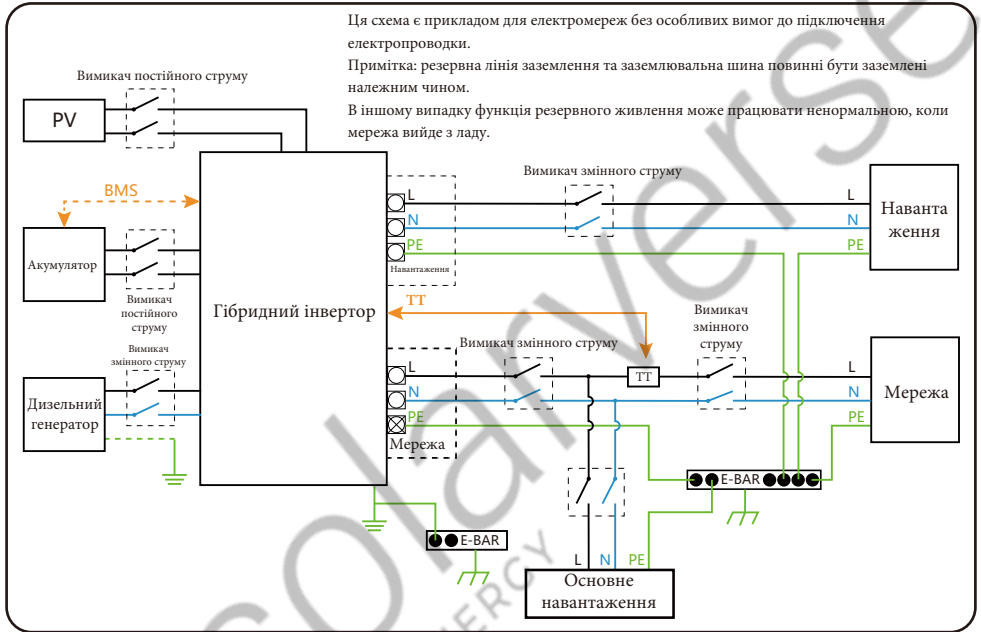 Ця схема є прикладом для електромереж без особливих вимог до підключення
електропроводки.
Примітка: резервна лінія заземлення та заземлювальна шина повинні бути заземлені
належним чином.
В іншому випадку функція резервного живлення може працювати ненормальною, коли
мережа вийде з ладу.
Вимикач постійного струму
PV
BMS
Акумулятор
Вимикач
постійного
струму
Вимикач
змінного струму
Дизельний
генератор
Гібридний інвертор
L
N
PE
Навантаження
Вимикач змінного струму
L
N
PE
Наванта
ження
ТТ
Вимикач змінного струму
ТТ
Вимикач
змінного
струму
L
N
PE
Мережа
L
N
PE
Мережа
E-BAR
E-BAR
L N PE
Основне
навантаження
solarverse